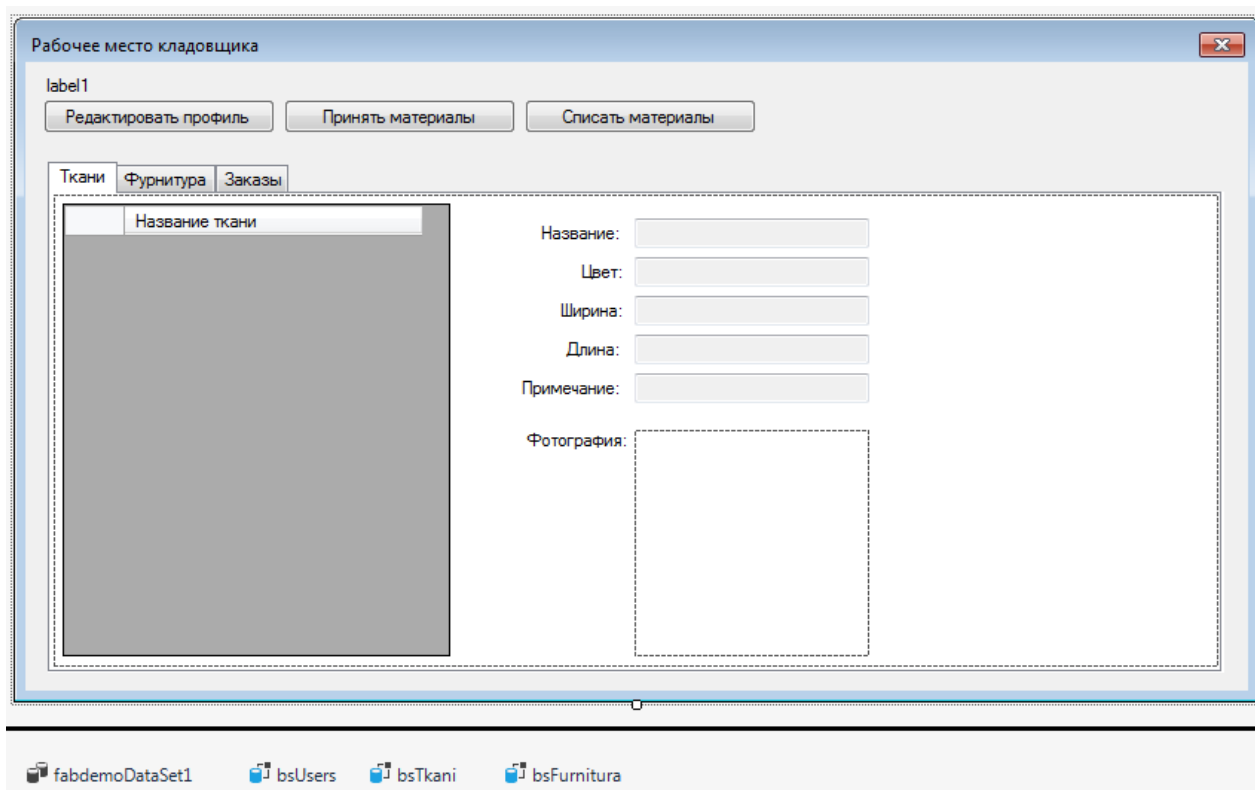 Рабочее место кладовщика
label1
Редактировать профиль Принять материалы Списать материалы
Ткани Фурнитура Заказы
Название ткани
Название:
Цвет:
Ширина:
Длина:
Примечание:
Фотография:
fabdemoDataSet1 bsUsers bsTkani bsFurnitura